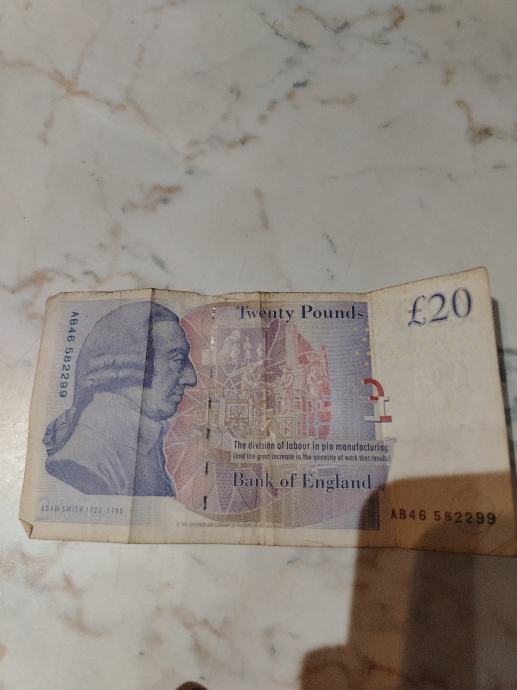 £20
Twenty Pounds
AB46 582299
The division of labour in pin manufacturing:
(and the great increase in the quantity of work that results)
Bank of England
AB46 582299
ADAM SMITH 1723-1790